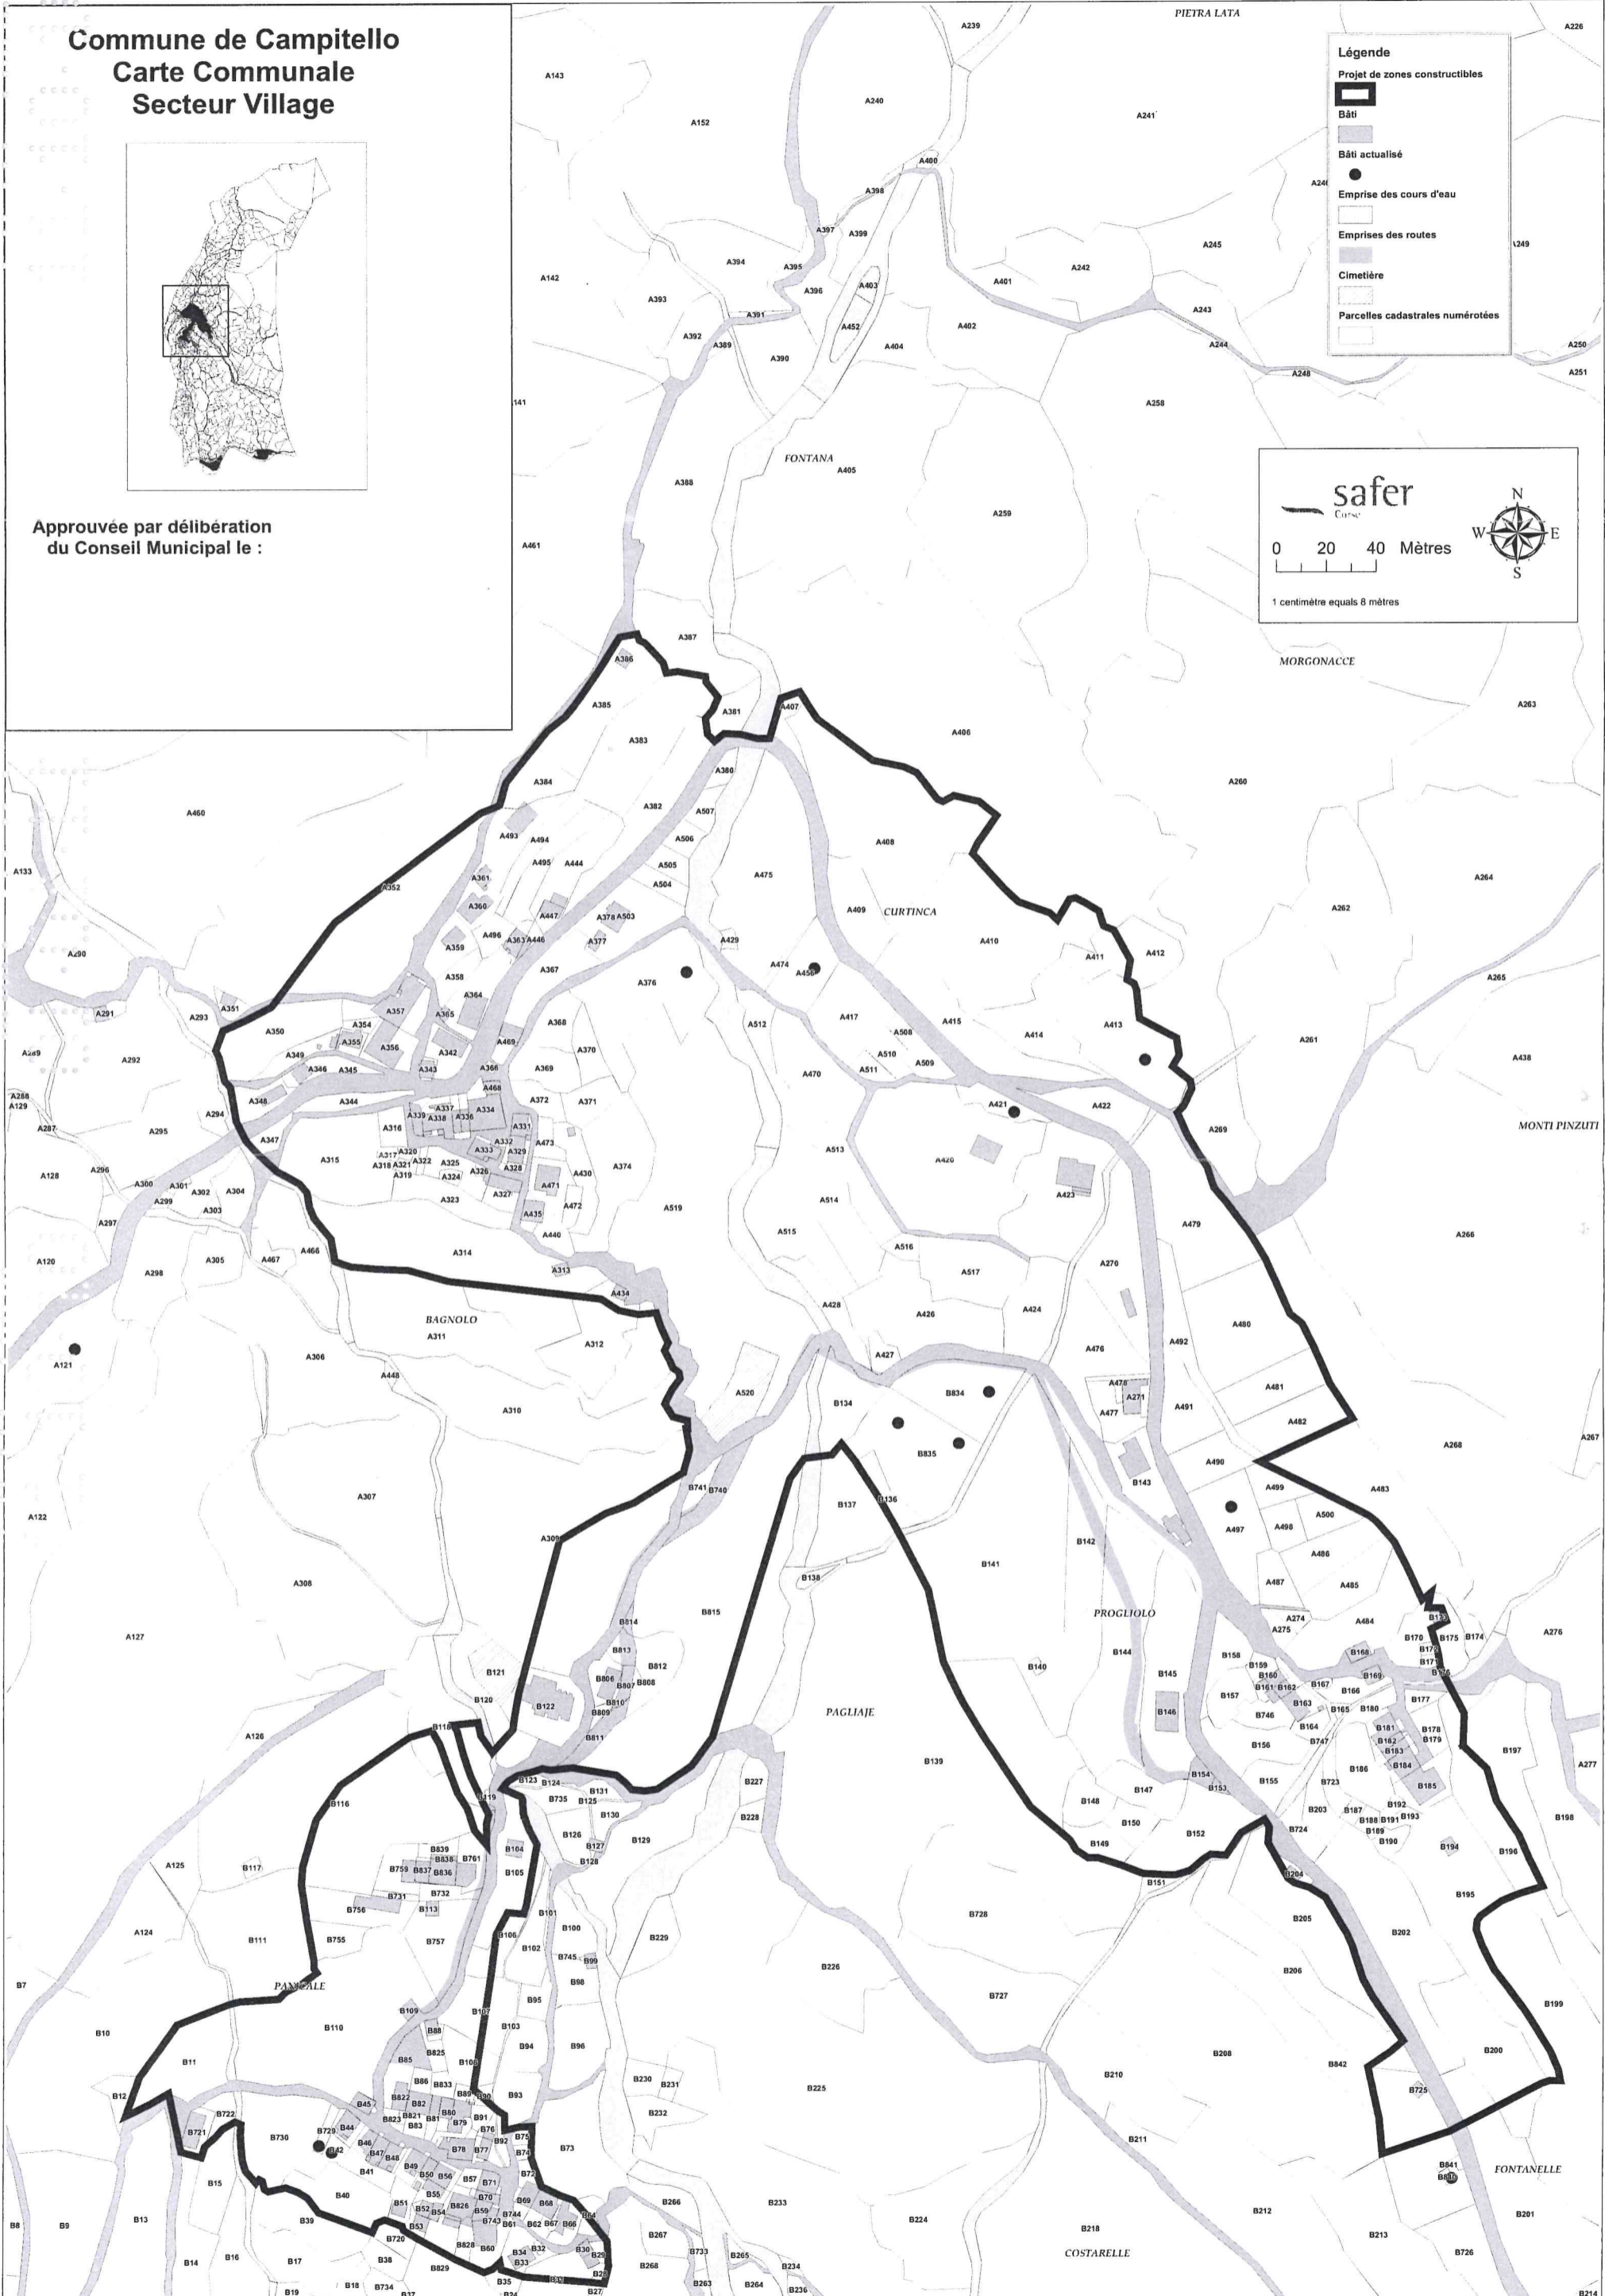 Commune de Campitello
Carte Communale
Secteur Village
Approuvée par délibération
du Conseil Municipal le :
Légende
Projet de zones constructibles
Bâti
Bâti actualisé
Emprise des cours d'eau
Emprises des routes
Cimetière
Parcelles cadastrales numérotées
safer
Corse
N
W E
S
0 20 40 Mètres
1 centimètre equals 8 mètres
PIETRA LATA
FONTANA
MORGONACCE
CURTINCA
MONTI PINZUTI
BAGNOLO
PROGLIOLO
PAGLIAJE
PANICALE
FONTANELLE
COSTARELLE
A239
A226
A143
A240
A152
A241
A400
A398
A397
A399
A245
A249
A394
A395
A242
A142
A396
A403
A401
A393
A391
A243
A452
A402
A392
A389
A390
A404
A244
A250
A248
A251
A258
A405
A388
A259
A461
A387
A386
A385
A381
A407
A263
A383
A406
A384
A380
A260
A382
A460
A507
A493
A494
A506
A408
A495
A444
A505
A133
A361
A475
A264
A352
A504
A360
A447
A378
A503
A409
A262
A496
A363
A446
A377
A429
A410
A359
A290
A411
A412
A367
A474
A456
A358
A376
A265
A364
A351
A357
A365
A291
A293
A350
A354
A368
A512
A417
A415
A413
A355
A356
A342
A469
A508
A414
A261
A289
A292
A349
A370
A510
A438
A346
A345
A343
A366
A369
A511
A509
A470
A288
A129
A348
A344
A468
A372
A371
A421
A422
A294
A339
A337
A338
A336
A334
A287
A295
A347
A316
A331
A269
A332
A473
A513
A315
A317
A320
A333
A329
A318
A321
A322
A325
A328
A374
A420
A128
A296
A319
A324
A326
A430
A300
A301
A302
A304
A327
A471
A423
A299
A303
A323
A472
A519
A514
A297
A435
A479
A515
A266
A440
A466
A314
A516
A120
A298
A305
A467
A313
A517
A270
A434
A428
A426
A424
A480
A311
A312
A492
A121
A306
A427
A476
A448
A520
B834
A478
A481
A310
B134
A477
A271
A491
A482
A267
B835
A268
A490
B143
B741
B740
A499
A483
A307
B137
B136
A122
A500
A497
A498
A309
B142
B141
A486
B138
A308
A487
A485
B815
B814
A274
A484
A127
A275
A276
B813
B170
B175
B174
B144
B158
B168
B121
B812
B140
B159
B806
B807
B808
B145
B160
B169
B167
B120
B122
B157
B161
B162
B166
B810
B163
B177
B809
B146
B746
B165
B180
B118
B164
B181
B178
A126
B811
B156
B747
B182
B179
B197
B139
B183
B154
B155
B186
B184
A277
B123
B124
B227
B147
B153
B723
B185
B116
B119
B735
B131
B125
B148
B203
B187
B192
B130
B228
B150
B188
B191
B193
B198
B126
B152
B724
B189
B839
B104
B127
B129
B149
B190
B194
B196
B838
B761
A125
B117
B759
B837
B836
B105
B128
B204
B731
B732
B151
B195
B113
B101
B728
B205
A124
B755
B757
B106
B100
B229
B202
B111
B102
B745
B99
B7
B226
B206
B98
B727
B109
B107
B95
B199
B10
B110
B88
B103
B825
B94
B96
B208
B200
B85
B11
B842
B210
B86
B833
B230
B231
B12
B93
B225
B725
B822
B89
B90
B82
B232
B722
B45
B823
B821
B81
B80
B91
B721
B730
B729
B44
B83
B79
B76
B211
B46
B92
B75
B73
B42
B47
B48
B78
B77
B74
B841
B41
B49
B50
B56
B57
B71
B72
B15
B40
B55
B70
B69
B68
B266
B233
B212
B51
B52
B54
B826
B59
B744
B201
B8
B9
B13
B39
B53
B743
B61
B62
B67
B66
B64
B224
B218
B213
B720
B828
B60
B267
B14
B16
B17
B38
B34
B32
B30
B733
B265
B726
B829
B33
B29
B268
B234
B18
B734
B35
B263
B264
B236
B19
B37
B27
B214